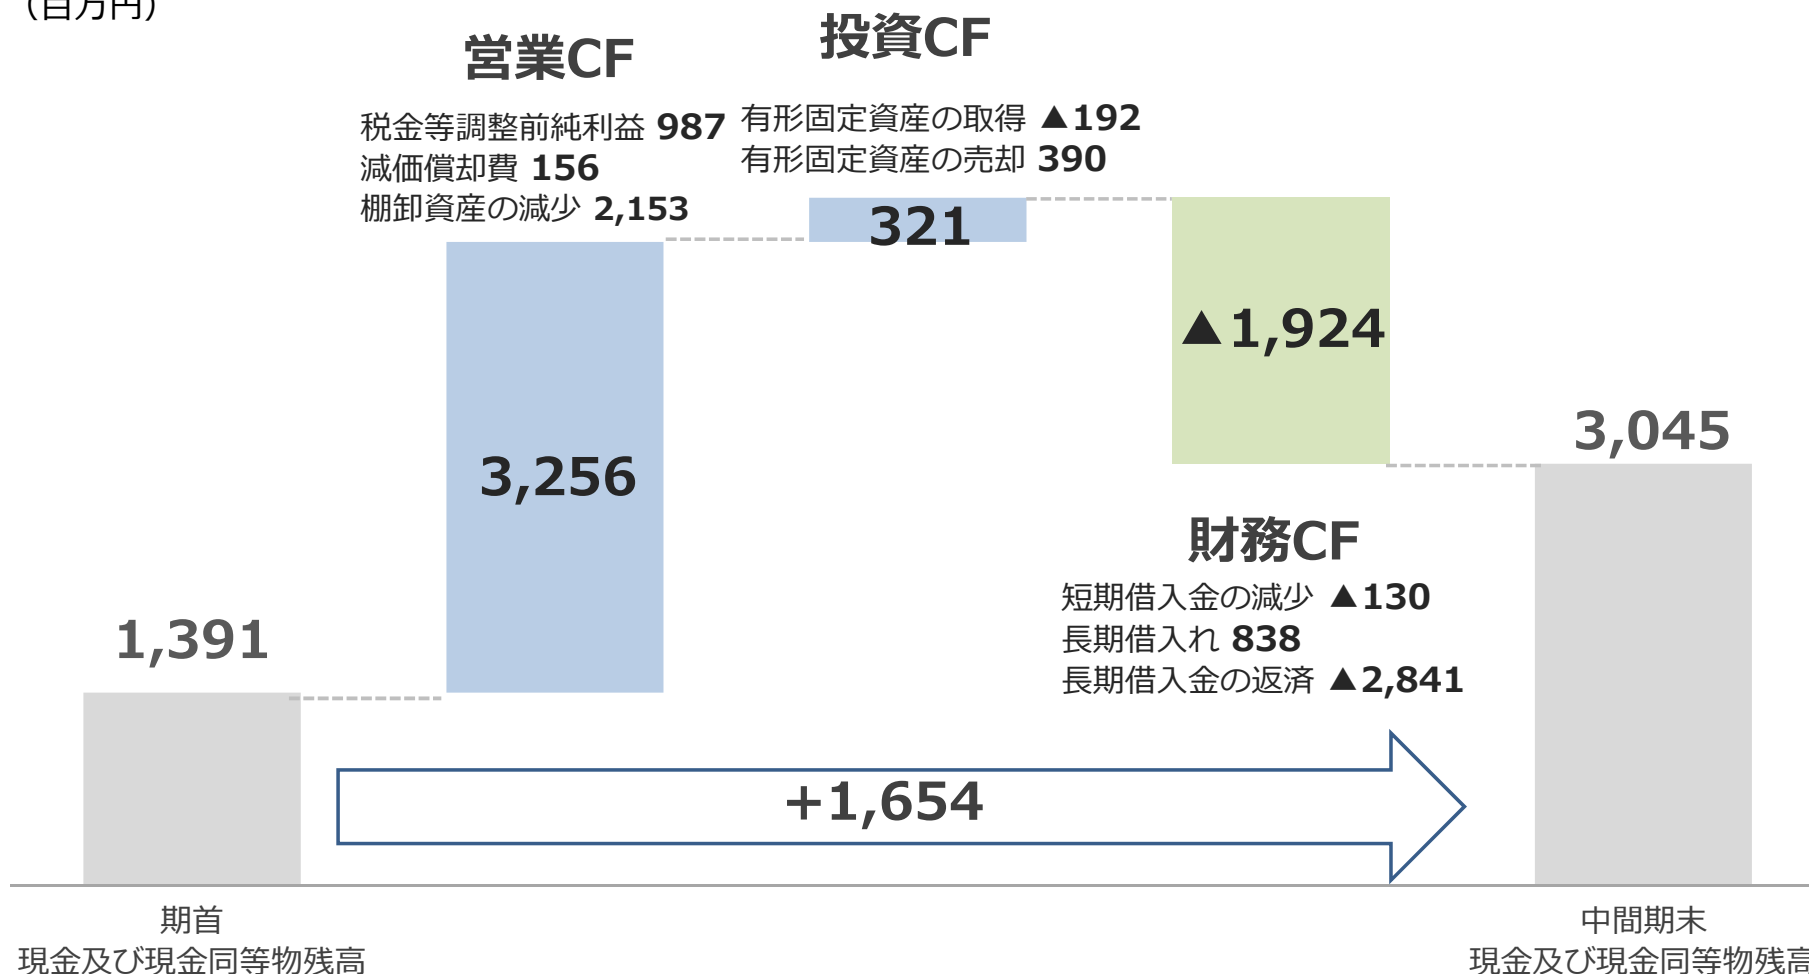 （百万円）
営業CF
税金等調整前純利益 987
減価償却費 156
棚卸資産の減少 2,153
投資CF
有形固定資産の取得 ▲192
有形固定資産の売却 390
321
▲1,924
3,256
3,045
財務CF
短期借入金の減少 ▲130
長期借入れ 838
長期借入金の返済 ▲2,841
1,391
+1,654
期首
現金及び現金同等物残高
中間期末
現金及び現金同等物残高